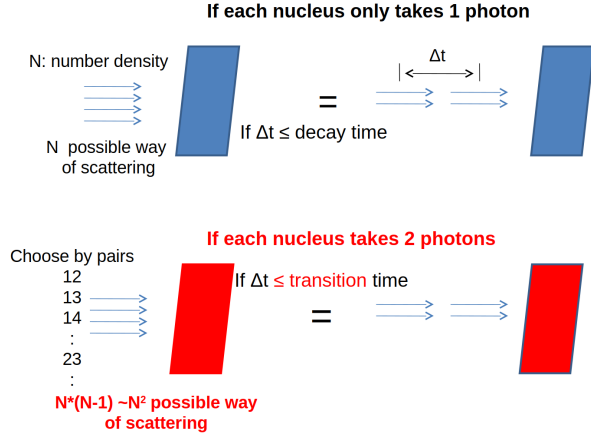 If each nucleus only takes 1 photon
N: number density
Δt
=
If Δt ≤ decay time
N possible way
of scattering
If each nucleus takes 2 photons
Choose by pairs
12
13
14
:
23
:
If Δt ≤ transition time
=
N*(N-1) ~N² possible way
of scattering